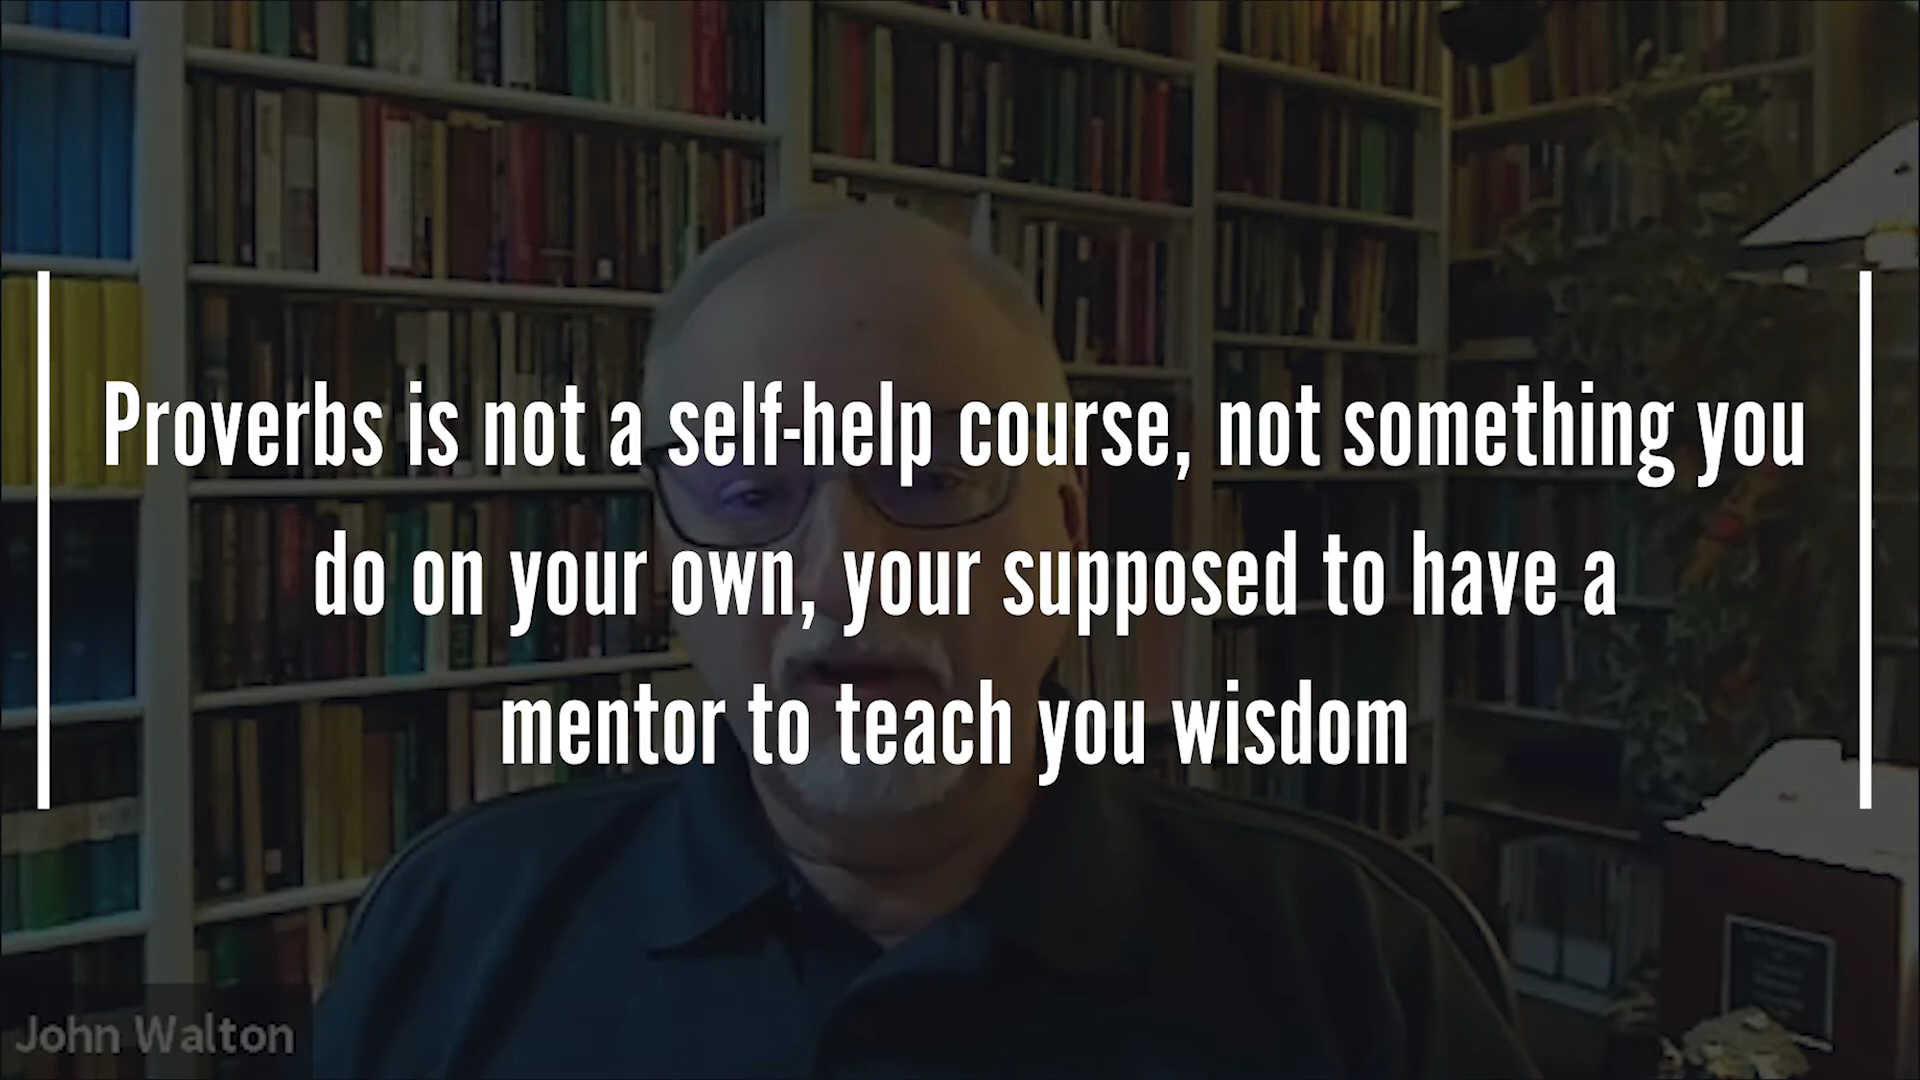 Proverbs is not a self-help course, not something you
do on your own, your supposed to have a
mentor to teach you wisdom
John Walton